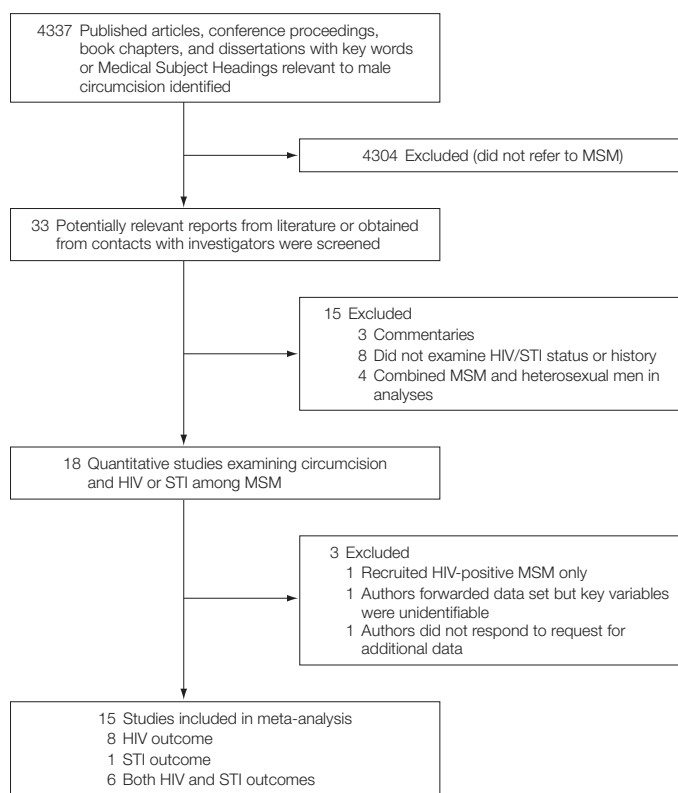 4337 Published articles, conference proceedings,
book chapters, and dissertations with key words
or Medical Subject Headings relevant to male
circumcision identified
4304 Excluded (did not refer to MSM)
33 Potentially relevant reports from literature or obtained
from contacts with investigators were screened
15 Excluded
3 Commentaries
8 Did not examine HIV/STI status or history
4 Combined MSM and heterosexual men in
analyses
18 Quantitative studies examining circumcision
and HIV or STI among MSM
3 Excluded
1 Recruited HIV-positive MSM only
1 Authors forwarded data set but key variables
were unidentifiable
1 Authors did not respond to request for
additional data
15 Studies included in meta-analysis
8 HIV outcome
1 STI outcome
6 Both HIV and STI outcomes